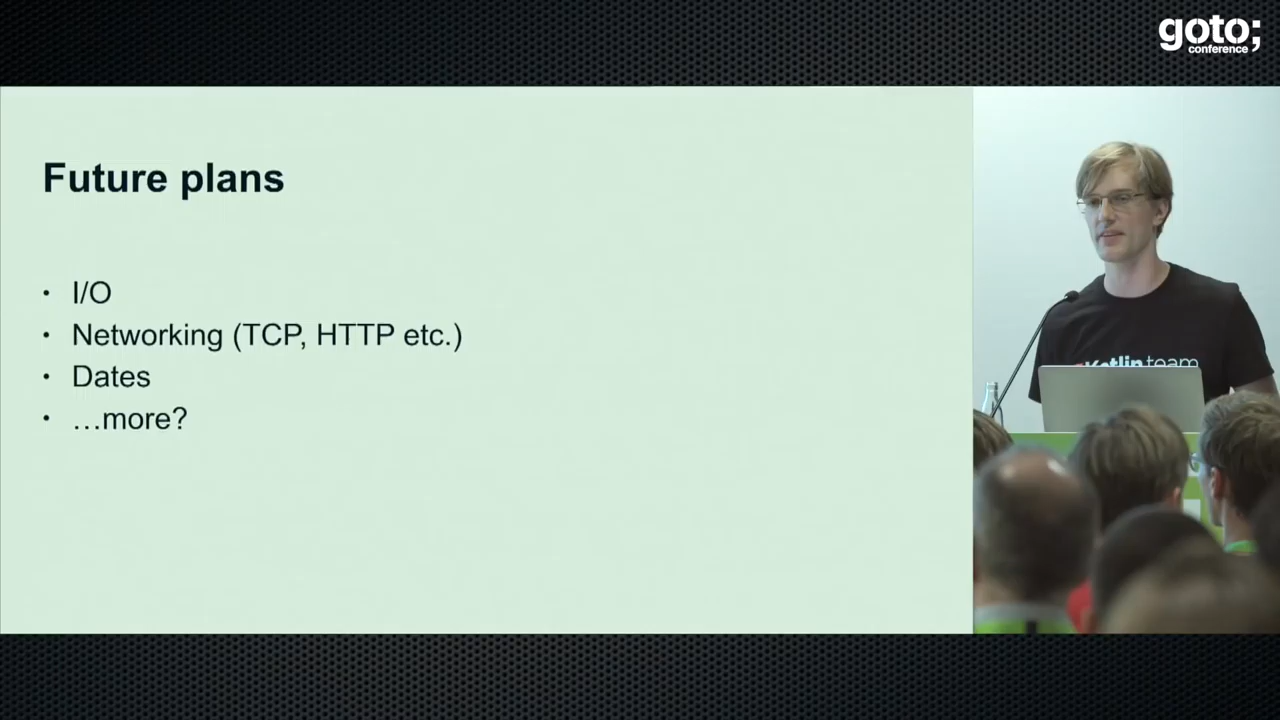 goto;
conference
Future plans
• I/O
• Networking (TCP, HTTP etc.)
• Dates
• …more?
Kotlin team